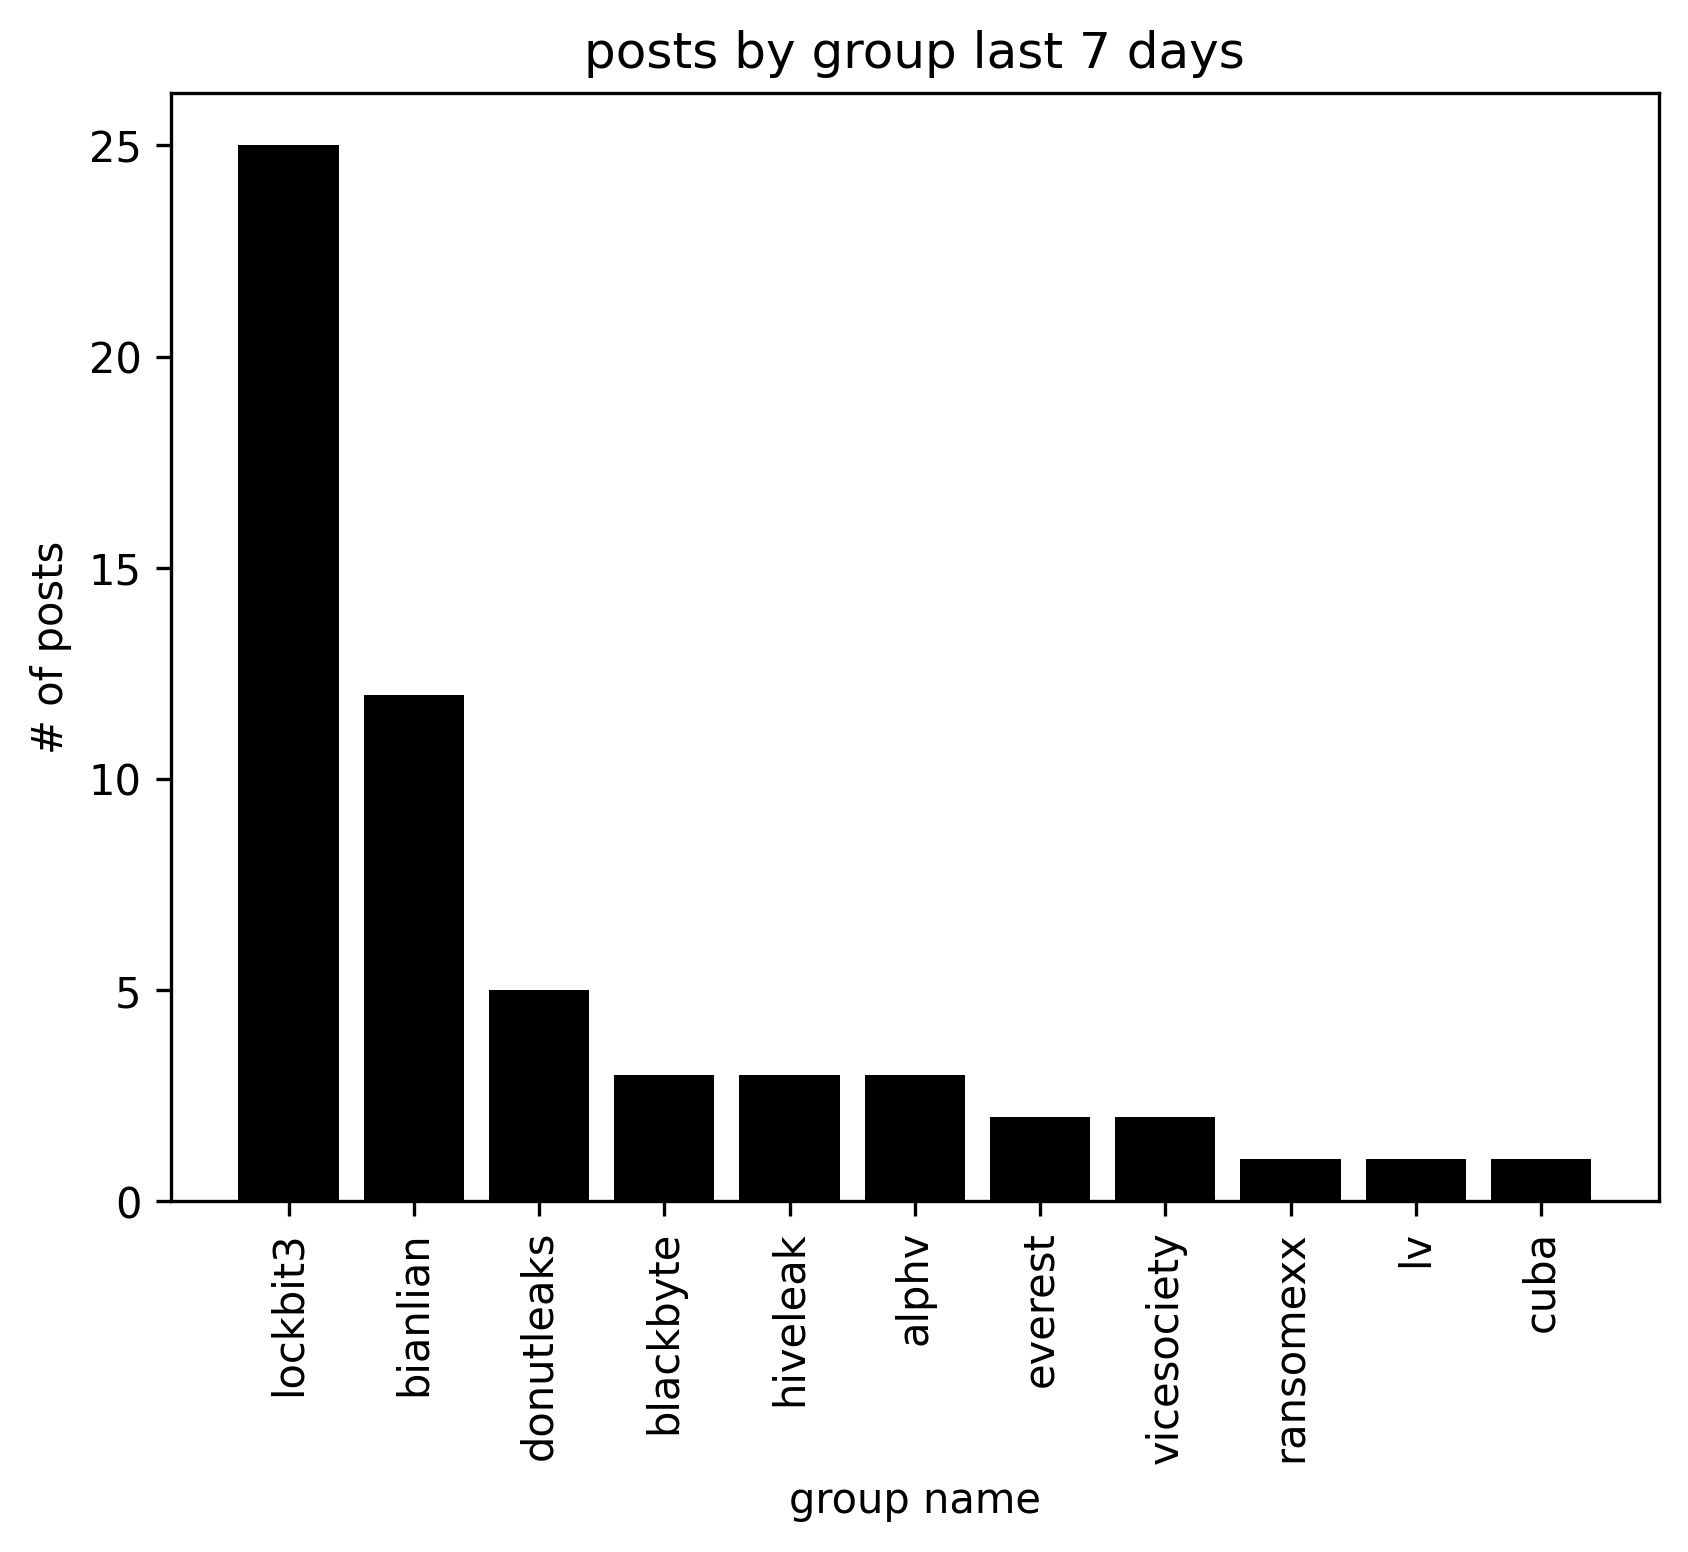 posts by group last 7 days
25
20
15
10
5
0
# of posts
lockbit3
bianlian
donutleaks
blackbyte
hiveleak
alphv
everest
vicesociety
ransomexx
lv
cuba
group name